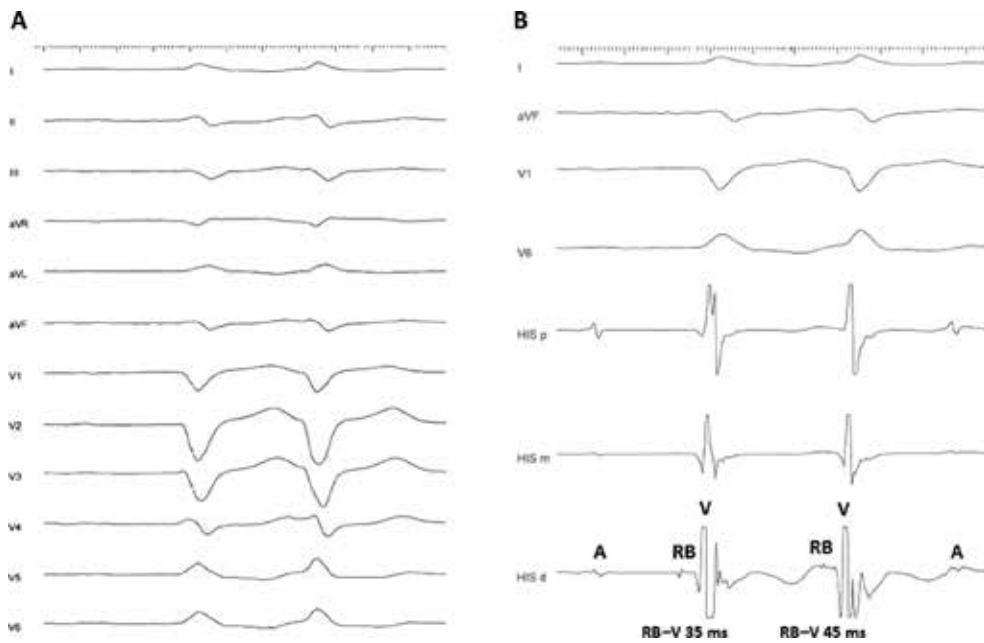 A
I
II
III
aVR
aVL
aVF
V1
V2
V3
V4
V5
V6
B
I
aVF
V1
V6
HIS p
HIS m
V V
A RB RB A
HIS d
RB–V 35 ms RB–V 45 ms